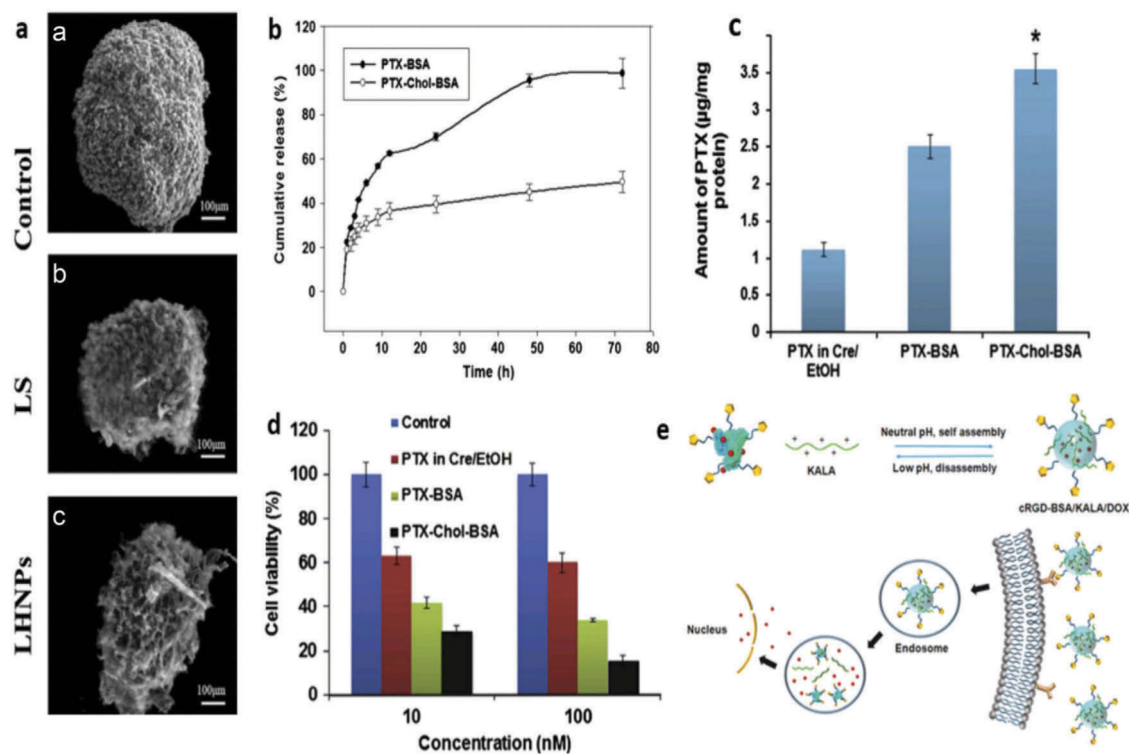 a
a
Control
100µm
b
LS
100µm
c
LHNPs
100µm
b
120
100
80
60
40
20
0
Cumulative release (%)
PTX-BSA
PTX-Chol-BSA
0 10 20 30 40 50 60 70 80
Time (h)
c
4
3.5
3
2.5
2
1.5
1
0.5
0
Amount of PTX (µg/mg
protein)
*
PTX in Cre/
EtOH
PTX-BSA
PTX-Chol-BSA
d
120
100
80
60
40
20
0
Cell viability (%)
Control
PTX in Cre/EtOH
PTX-BSA
PTX-Chol-BSA
10 100
Concentration (nM)
e
+ + + +
KALA
Neutral pH, self assembly
Low pH, disassembly
cRGD-BSA/KALA/DOX
Nucleus
Endosome